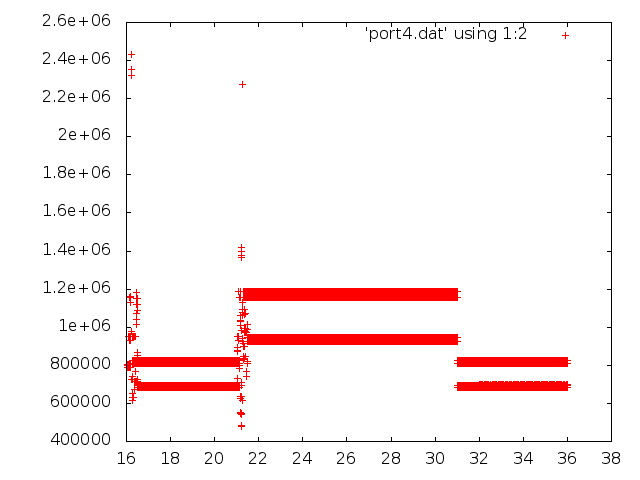 2.6e+06
'port4.dat' using 1:2
2.4e+06
2.2e+06
2e+06
1.8e+06
1.6e+06
1.4e+06
1.2e+06
1e+06
800000
600000
400000
16 18 20 22 24 26 28 30 32 34 36 38